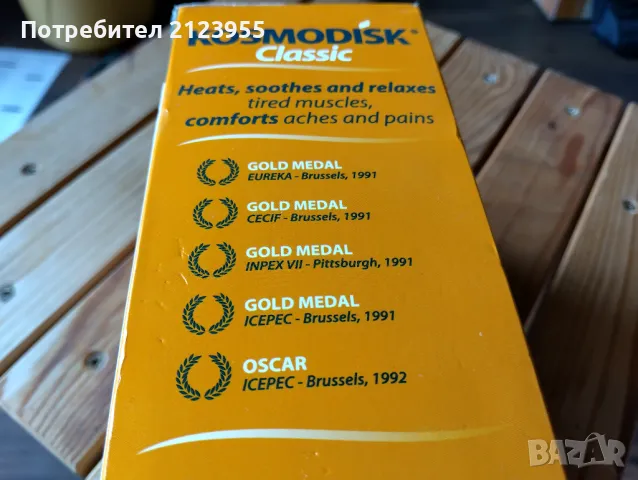 Потребител 2123955
KOSMODISK®
Classic
Heats, soothes and relaxes
tired muscles,
comforts aches and pains
GOLD MEDAL
EUREKA - Brussels, 1991
GOLD MEDAL
CECIF - Brussels, 1991
GOLD MEDAL
INPEX VII - Pittsburgh, 1991
GOLD MEDAL
ICEPEC - Brussels, 1991
OSCAR
ICEPEC - Brussels, 1992
BAZAR